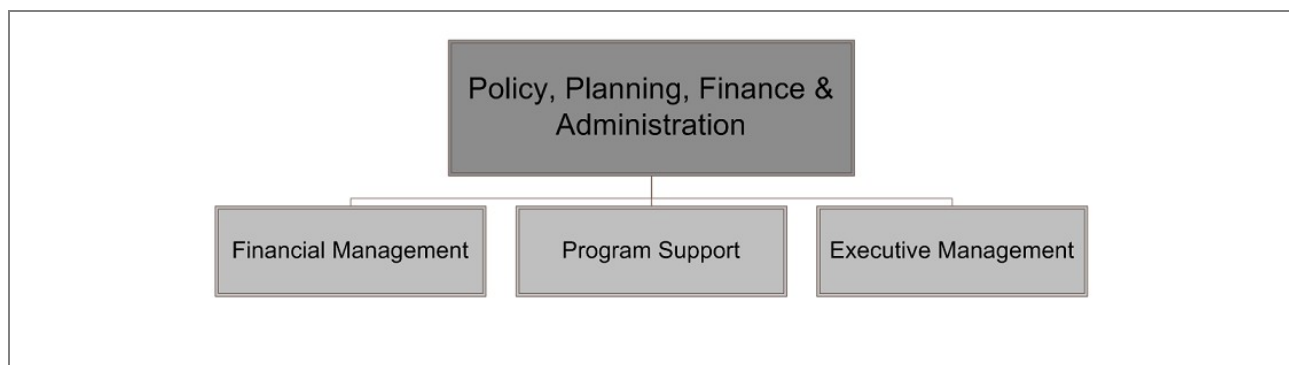 Policy, Planning, Finance &
Administration
Financial Management
Program Support
Executive Management